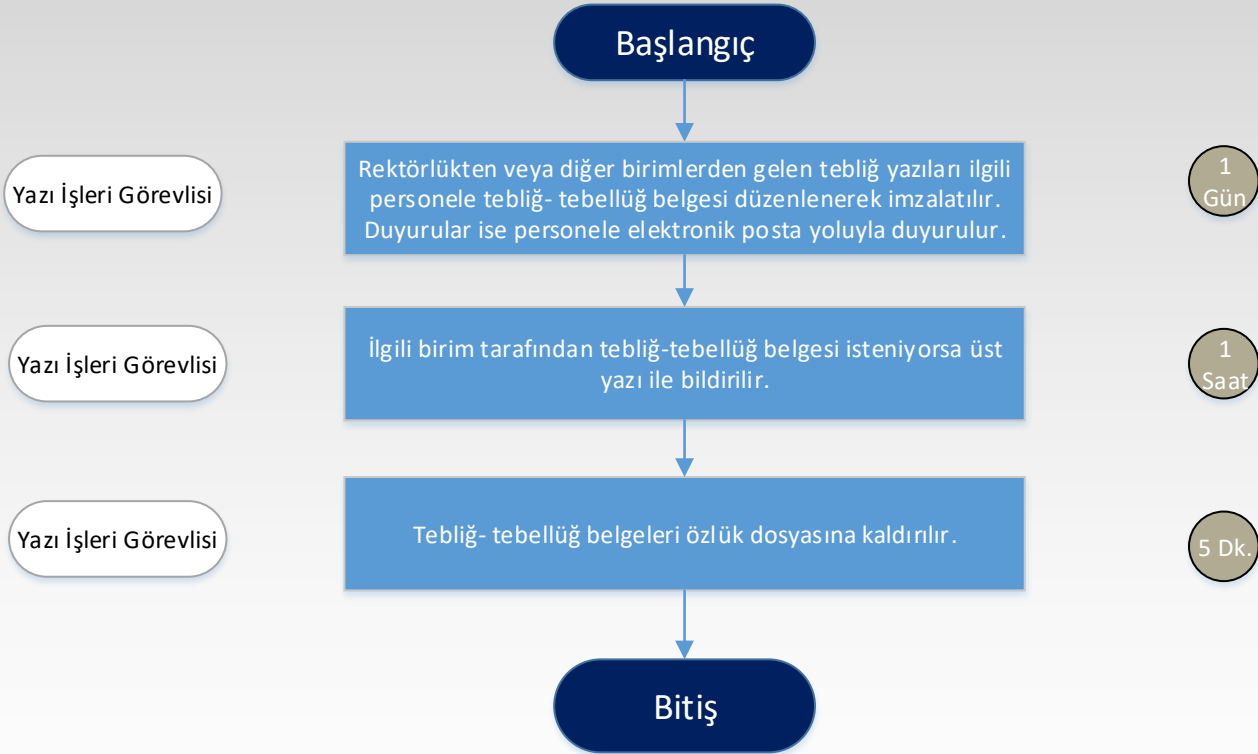 Başlangıç
Yazı İşleri Görevlisi
Rektörlükten veya diğer birimlerden gelen tebliğ yazıları ilgili
personele tebliğ- tebellüğ belgesi düzenlenerek imzalatılır.
Duyurular ise personele elektronik posta yoluyla duyurulur.
1
Gün
Yazı İşleri Görevlisi
İlgili birim tarafından tebliğ-tebellüğ belgesi isteniyorsa üst
yazı ile bildirilir.
1
Saat
Yazı İşleri Görevlisi
Tebliğ- tebellüğ belgeleri özlük dosyasına kaldırılır.
5 Dk.
Bitiş